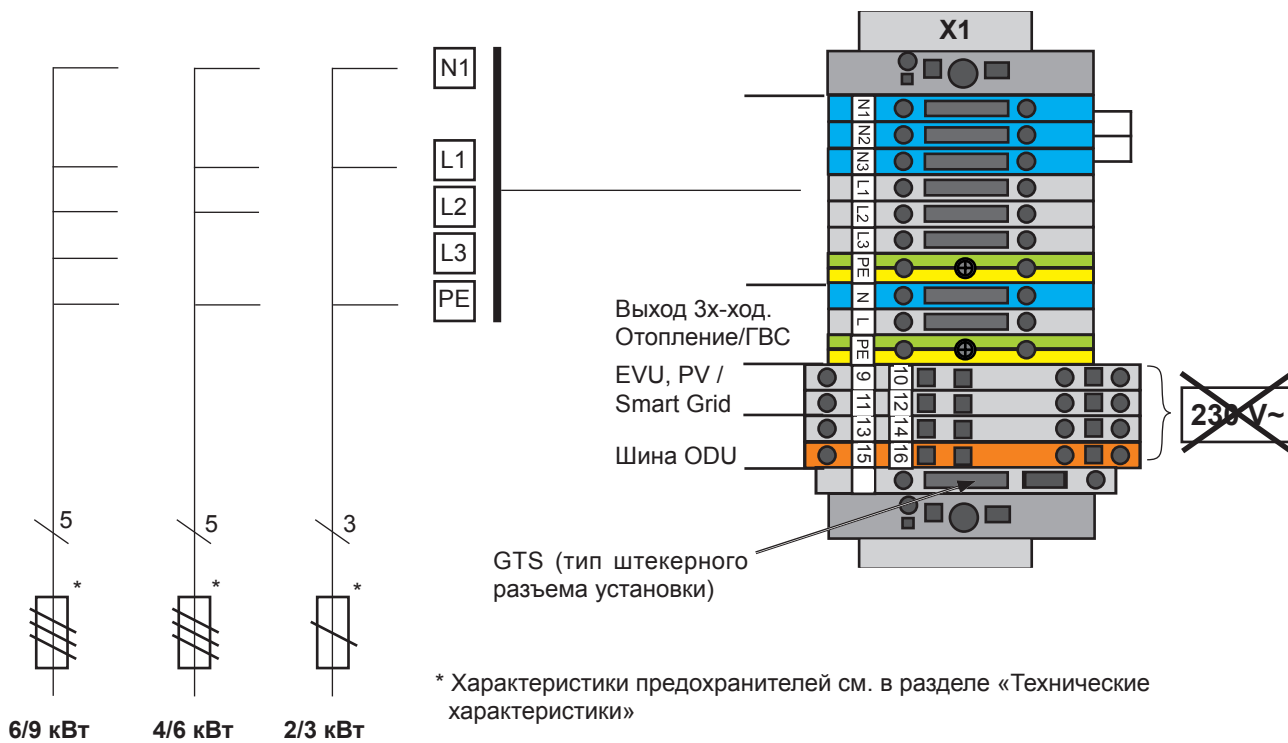 X1
N1
L1
L2
L3
PE
N1
N2
N3
L1
L2
L3
PE
N
L
PE
9 10
11 12
13 14
15 16
Выход 3х-ход.
Отопление/ГВС
EVU, PV /
Smart Grid
Шина ODU
230 V~
GTS (тип штекерного
разъема установки)
5 5 3
* * *
* Характеристики предохранителей см. в разделе «Технические
характеристики»
6/9 кВт 4/6 кВт 2/3 кВт